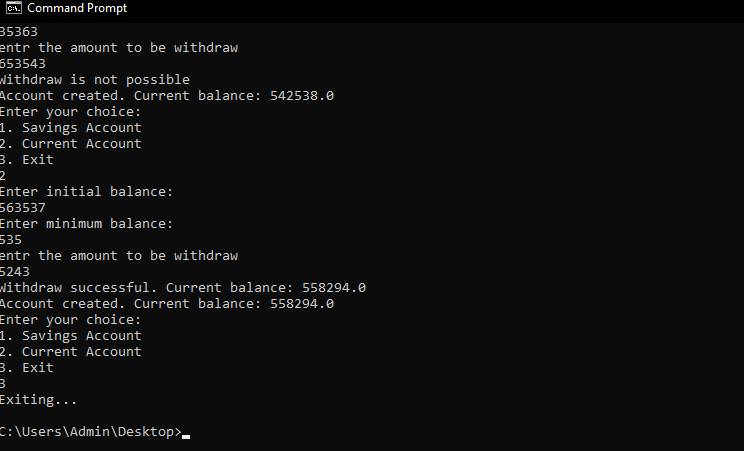 Command Prompt
35363
entr the amount to be withdraw
653543
Withdraw is not possible
Account created. Current balance: 542538.0
Enter your choice:
1. Savings Account
2. Current Account
3. Exit
2
Enter initial balance:
563537
Enter minimum balance:
535
entr the amount to be withdraw
5243
Withdraw successful. Current balance: 558294.0
Account created. Current balance: 558294.0
Enter your choice:
1. Savings Account
2. Current Account
3. Exit
3
Exiting...
C:\Users\Admin\Desktop>